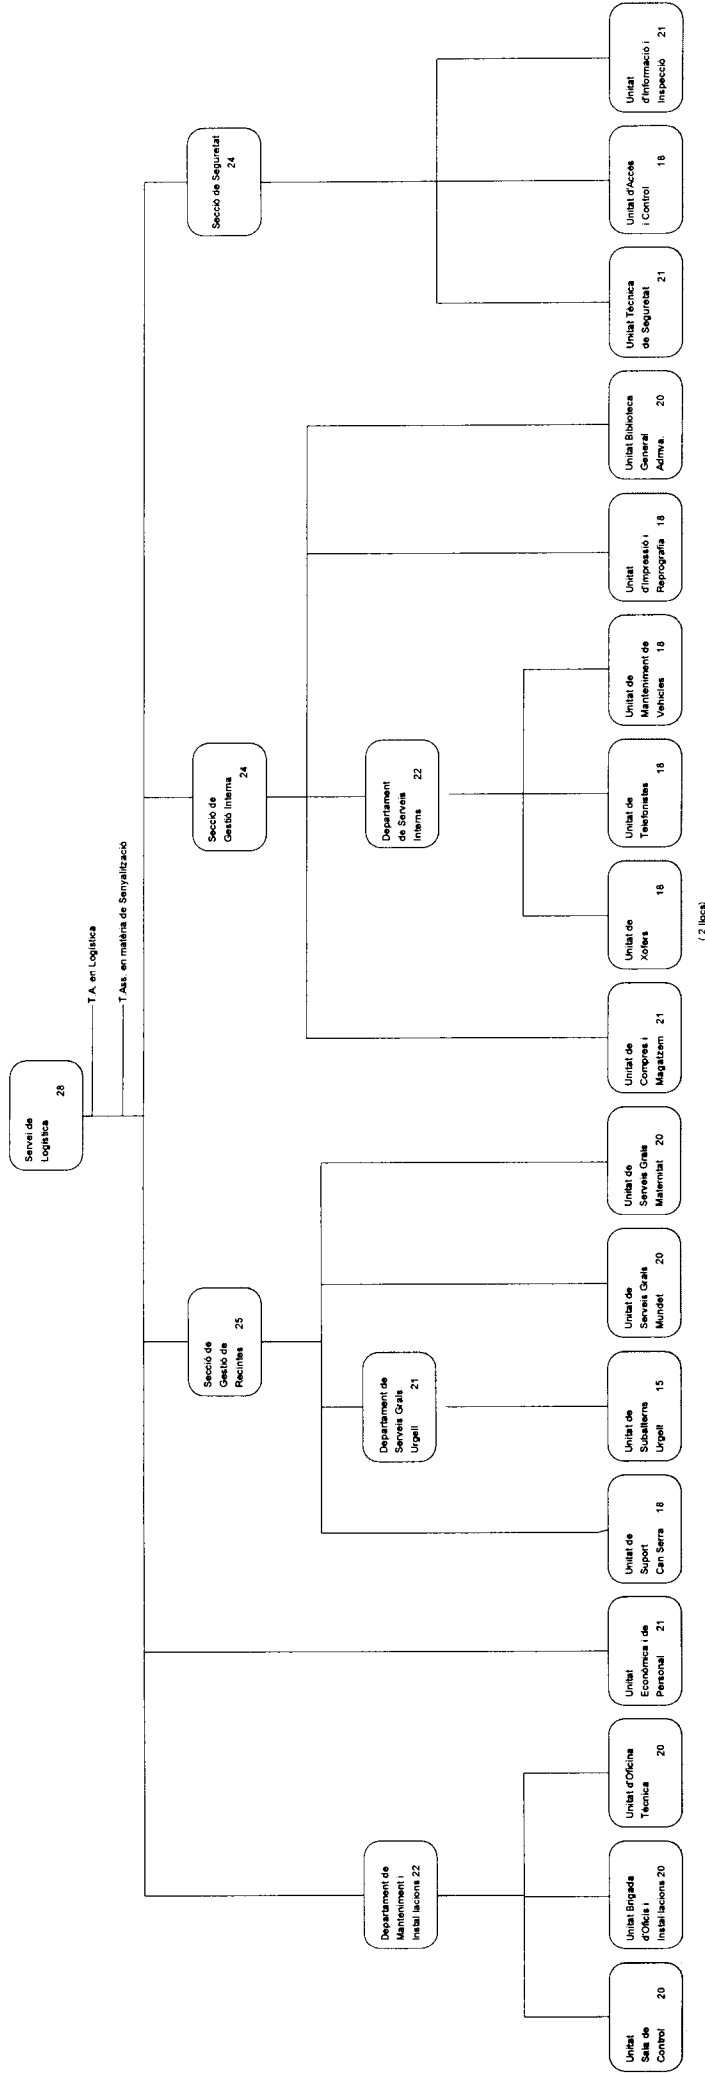 Servei de
Logística 28
T.A. en Logística
T.Ass. en matèria de Senyalització
Departament de
Manteniment i
Instal·lacions 22
Secció de
Gestió de
Recintes 25
Secció de
Gestió Interna
24
Secció de Seguretat
24
Departament de
Serveis Grals.
Urgell 21
Departament
de Serveis
Interns 22
Unitat
Sala de
Control 20
Unitat Brigada
d'Oficis i
Instal·lacions 20
Unitat d'Oficina
Tècnica 20
Unitat
Econòmica i de
Personal 21
Unitat de
Suport
Can Serra 18
Unitat de
Subalterns
Urgell 15
Unitat de
Serveis Grals
Mundet 20
Unitat de
Serveis Grals
Maternitat 20
Unitat de
Compres i
Magatzem 21
Unitat de
Xofers 18
( 2 llocs)
Unitat de
Telefonistes 18
Unitat de
Manteniment de
Vehicles 18
Unitat
d'Impressió i
Reprografia 18
Unitat Biblioteca
General
Admva. 20
Unitat Tècnica
de Seguretat 21
Unitat d'Accés
i Control 18
Unitat
d'Informació i
Inspecció 21